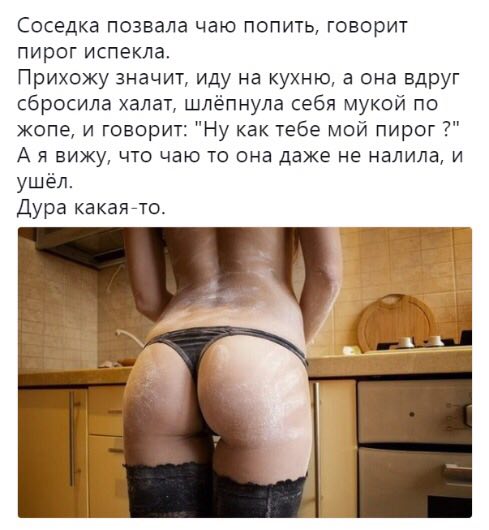 Соседка позвала чаю попить, говорит
пирог испекла.
Прихожу значит, иду на кухню, а она вдруг
сбросила халат, шлёпнула себя мукой по
жопе, и говорит: "Ну как тебе мой пирог ?"
А я вижу, что чаю то она даже не налила, и
ушёл.
Дура какая-то.